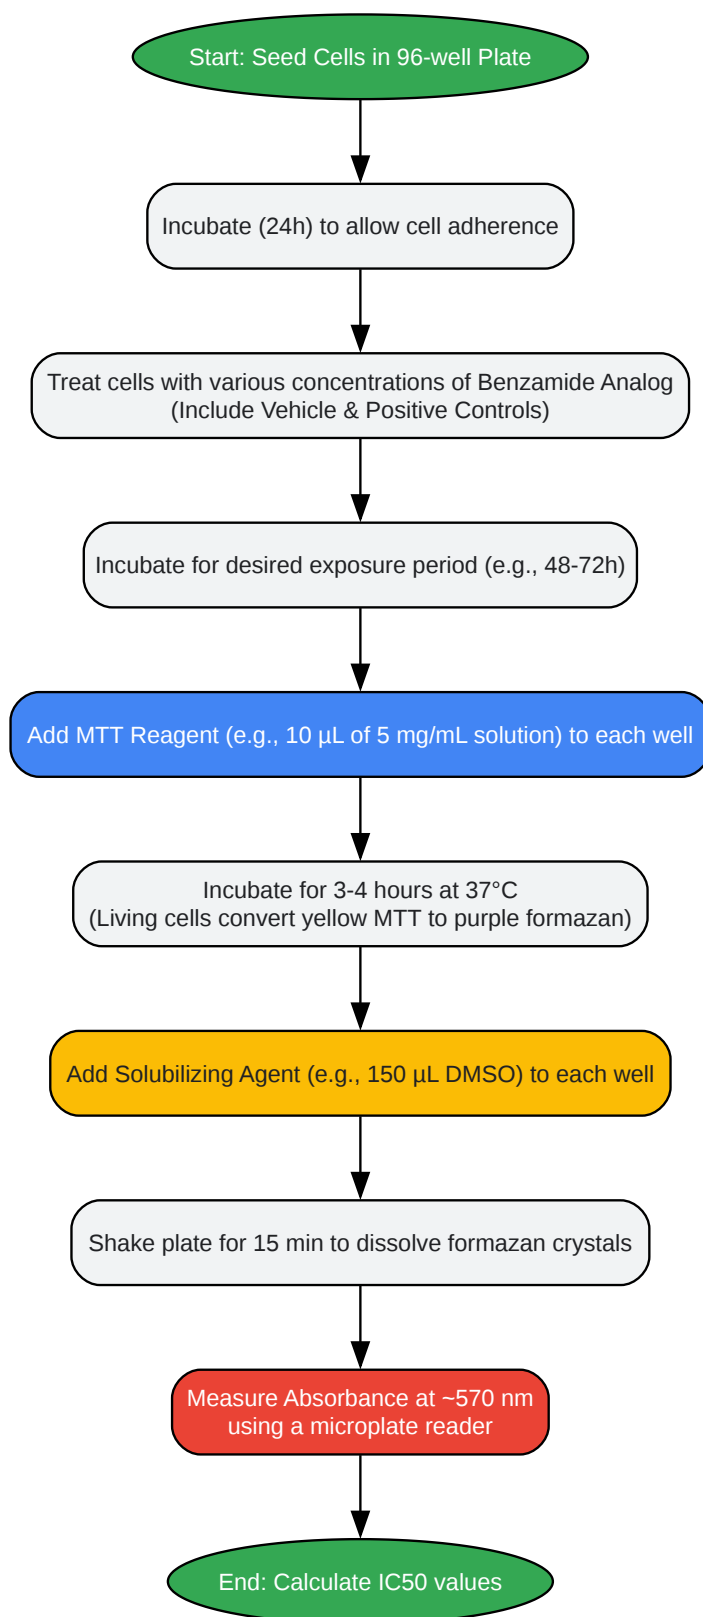 Start: Seed Cells in 96-well Plate
Incubate (24h) to allow cell adherence
Treat cells with various concentrations of Benzamide Analog
(Include Vehicle & Positive Controls)
Incubate for desired exposure period (e.g., 48-72h)
Add MTT Reagent (e.g., 10 µL of 5 mg/mL solution) to each well
Incubate for 3-4 hours at 37°C
(Living cells convert yellow MTT to purple formazan)
Add Solubilizing Agent (e.g., 150 µL DMSO) to each well
Shake plate for 15 min to dissolve formazan crystals
Measure Absorbance at ~570 nm
using a microplate reader
End: Calculate IC50 values